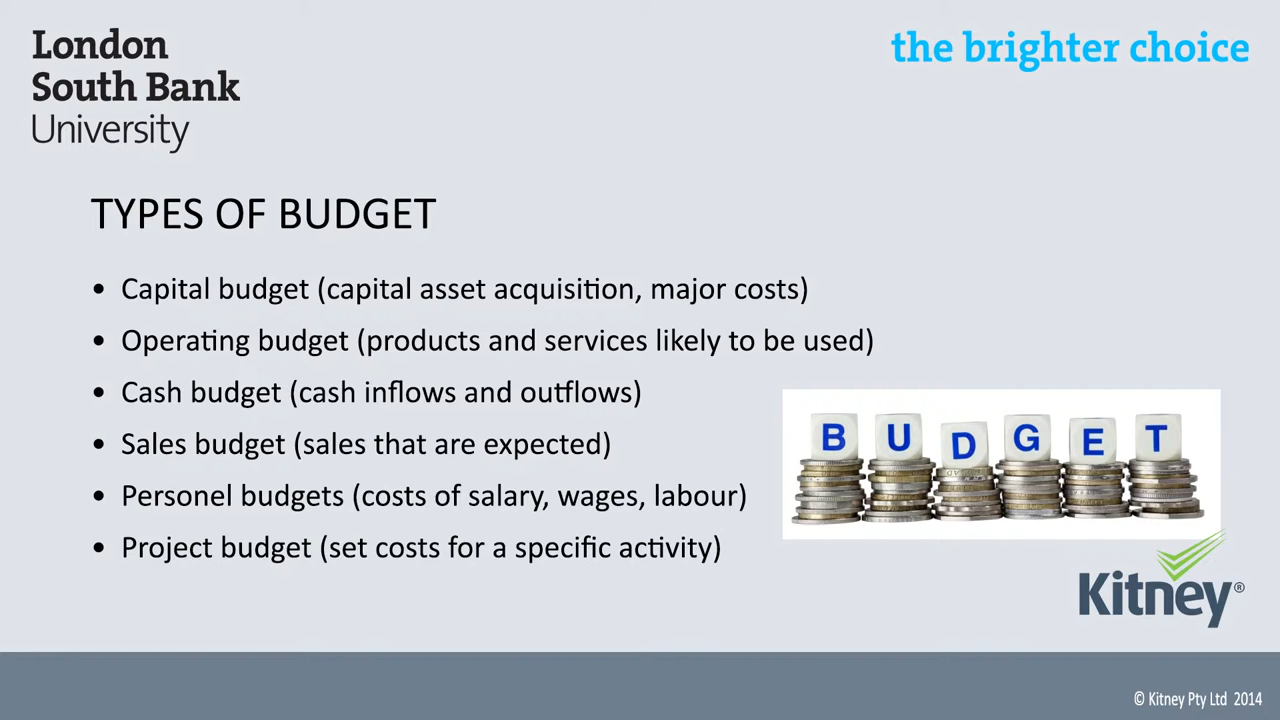 London
South Bank
University
the brighter choice
TYPES OF BUDGET
• Capital budget (capital asset acquisition, major costs)
• Operating budget (products and services likely to be used)
• Cash budget (cash inflows and outflows)
• Sales budget (sales that are expected)
• Personel budgets (costs of salary, wages, labour)
• Project budget (set costs for a specific activity)
BUDGET
Kitney®
© Kitney Pty Ltd 2014